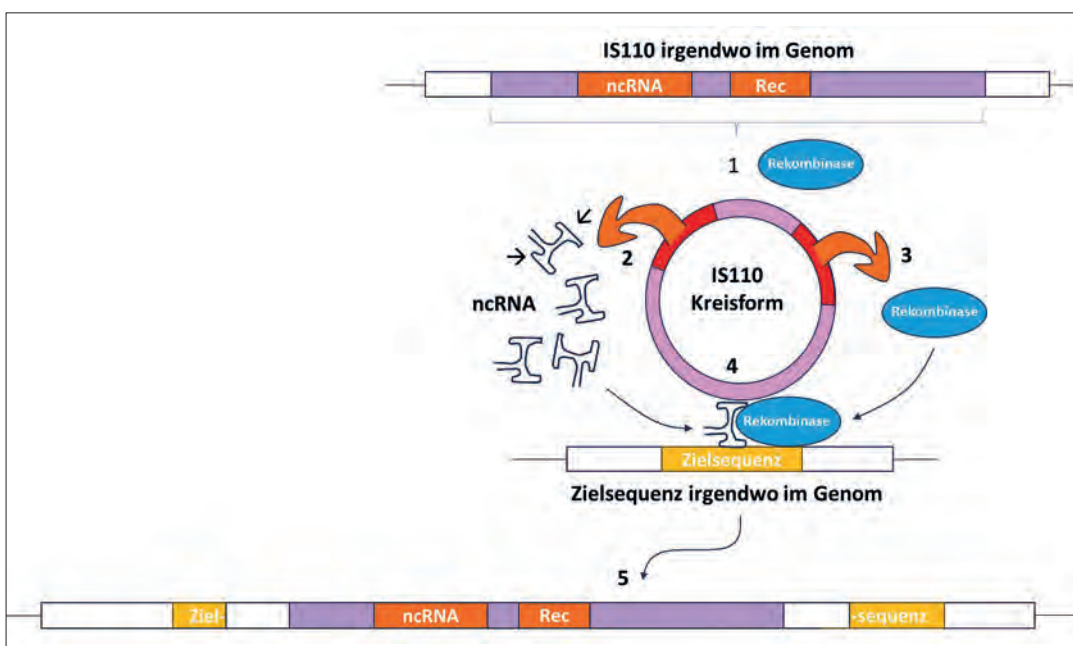 IS110 irgendwo im Genom
ncRNA
Rec
1
Rekombinase
2
3
IS110
Kreisform
ncRNA
Rekombinase
4
Rekombinase
Zielsequenz
Zielsequenz irgendwo im Genom
5
Ziel-
ncRNA
Rec
-sequenz